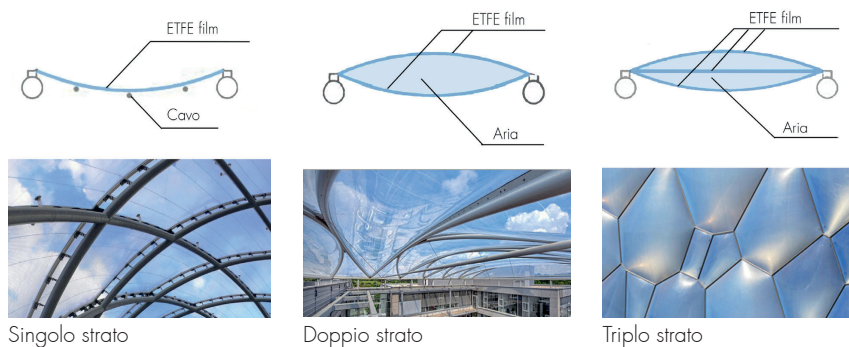 ETFE film
Cavo
ETFE film
Aria
ETFE film
Aria
Singolo strato
Doppio strato
Triplo strato